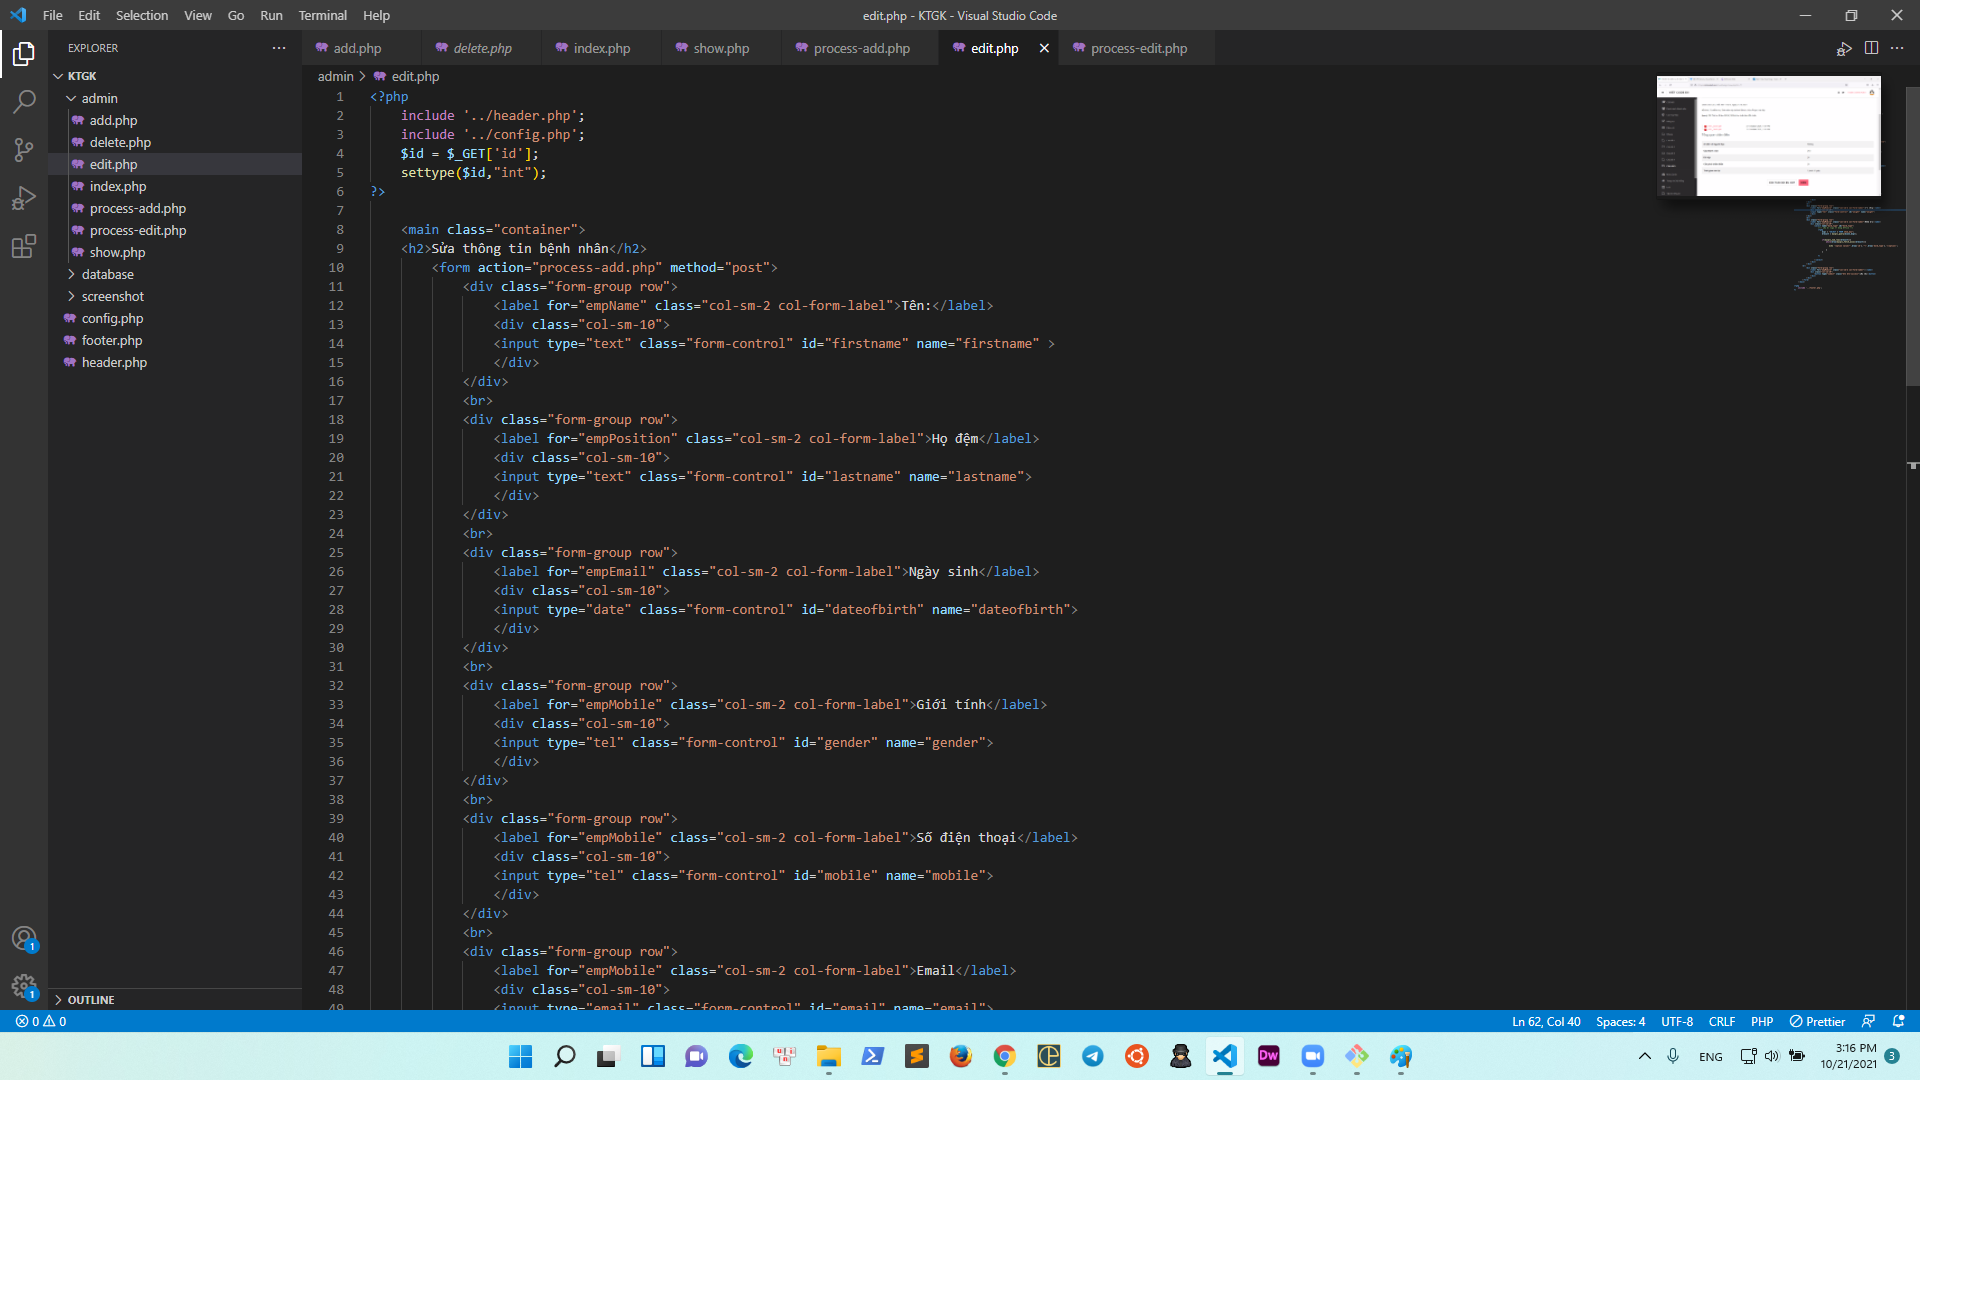 File Edit Selection View Go Run Terminal Help
edit.php - KTGK - Visual Studio Code
EXPLORER
add.php delete.php index.php show.php process-add.php edit.php process-edit.php
KTGK
admin
add.php
delete.php
edit.php
index.php
process-add.php
process-edit.php
show.php
database
screenshot
config.php
footer.php
header.php
OUTLINE
admin > edit.php
1 <?php
2 include '../header.php';
3 include '../config.php';
4 $id = $_GET['id'];
5 settype($id,"int");
6 ?>
7
8 <main class="container">
9 <h2>Sửa thông tin bệnh nhân</h2>
10 <form action="process-add.php" method="post">
11 <div class="form-group row">
12 <label for="empName" class="col-sm-2 col-form-label">Tên:</label>
13 <div class="col-sm-10">
14 <input type="text" class="form-control" id="firstname" name="firstname" >
15 </div>
16 </div>
17 <br>
18 <div class="form-group row">
19 <label for="empPosition" class="col-sm-2 col-form-label">Họ đệm</label>
20 <div class="col-sm-10">
21 <input type="text" class="form-control" id="lastname" name="lastname">
22 </div>
23 </div>
24 <br>
25 <div class="form-group row">
26 <label for="empEmail" class="col-sm-2 col-form-label">Ngày sinh</label>
27 <div class="col-sm-10">
28 <input type="date" class="form-control" id="dateofbirth" name="dateofbirth">
29 </div>
30 </div>
31 <br>
32 <div class="form-group row">
33 <label for="empMobile" class="col-sm-2 col-form-label">Giới tính</label>
34 <div class="col-sm-10">
35 <input type="tel" class="form-control" id="gender" name="gender">
36 </div>
37 </div>
38 <br>
39 <div class="form-group row">
40 <label for="empMobile" class="col-sm-2 col-form-label">Số điện thoại</label>
41 <div class="col-sm-10">
42 <input type="tel" class="form-control" id="mobile" name="mobile">
43 </div>
44 </div>
45 <br>
46 <div class="form-group row">
47 <label for="empMobile" class="col-sm-2 col-form-label">Email</label>
48 <div class="col-sm-10">
49 <input type="email" class="form-control" id="email" name="email">
1
1
0 0
Ln 62, Col 40 Spaces: 4 UTF-8 CRLF PHP Prettier
Dw
ENG
3:16 PM
10/21/2021
3